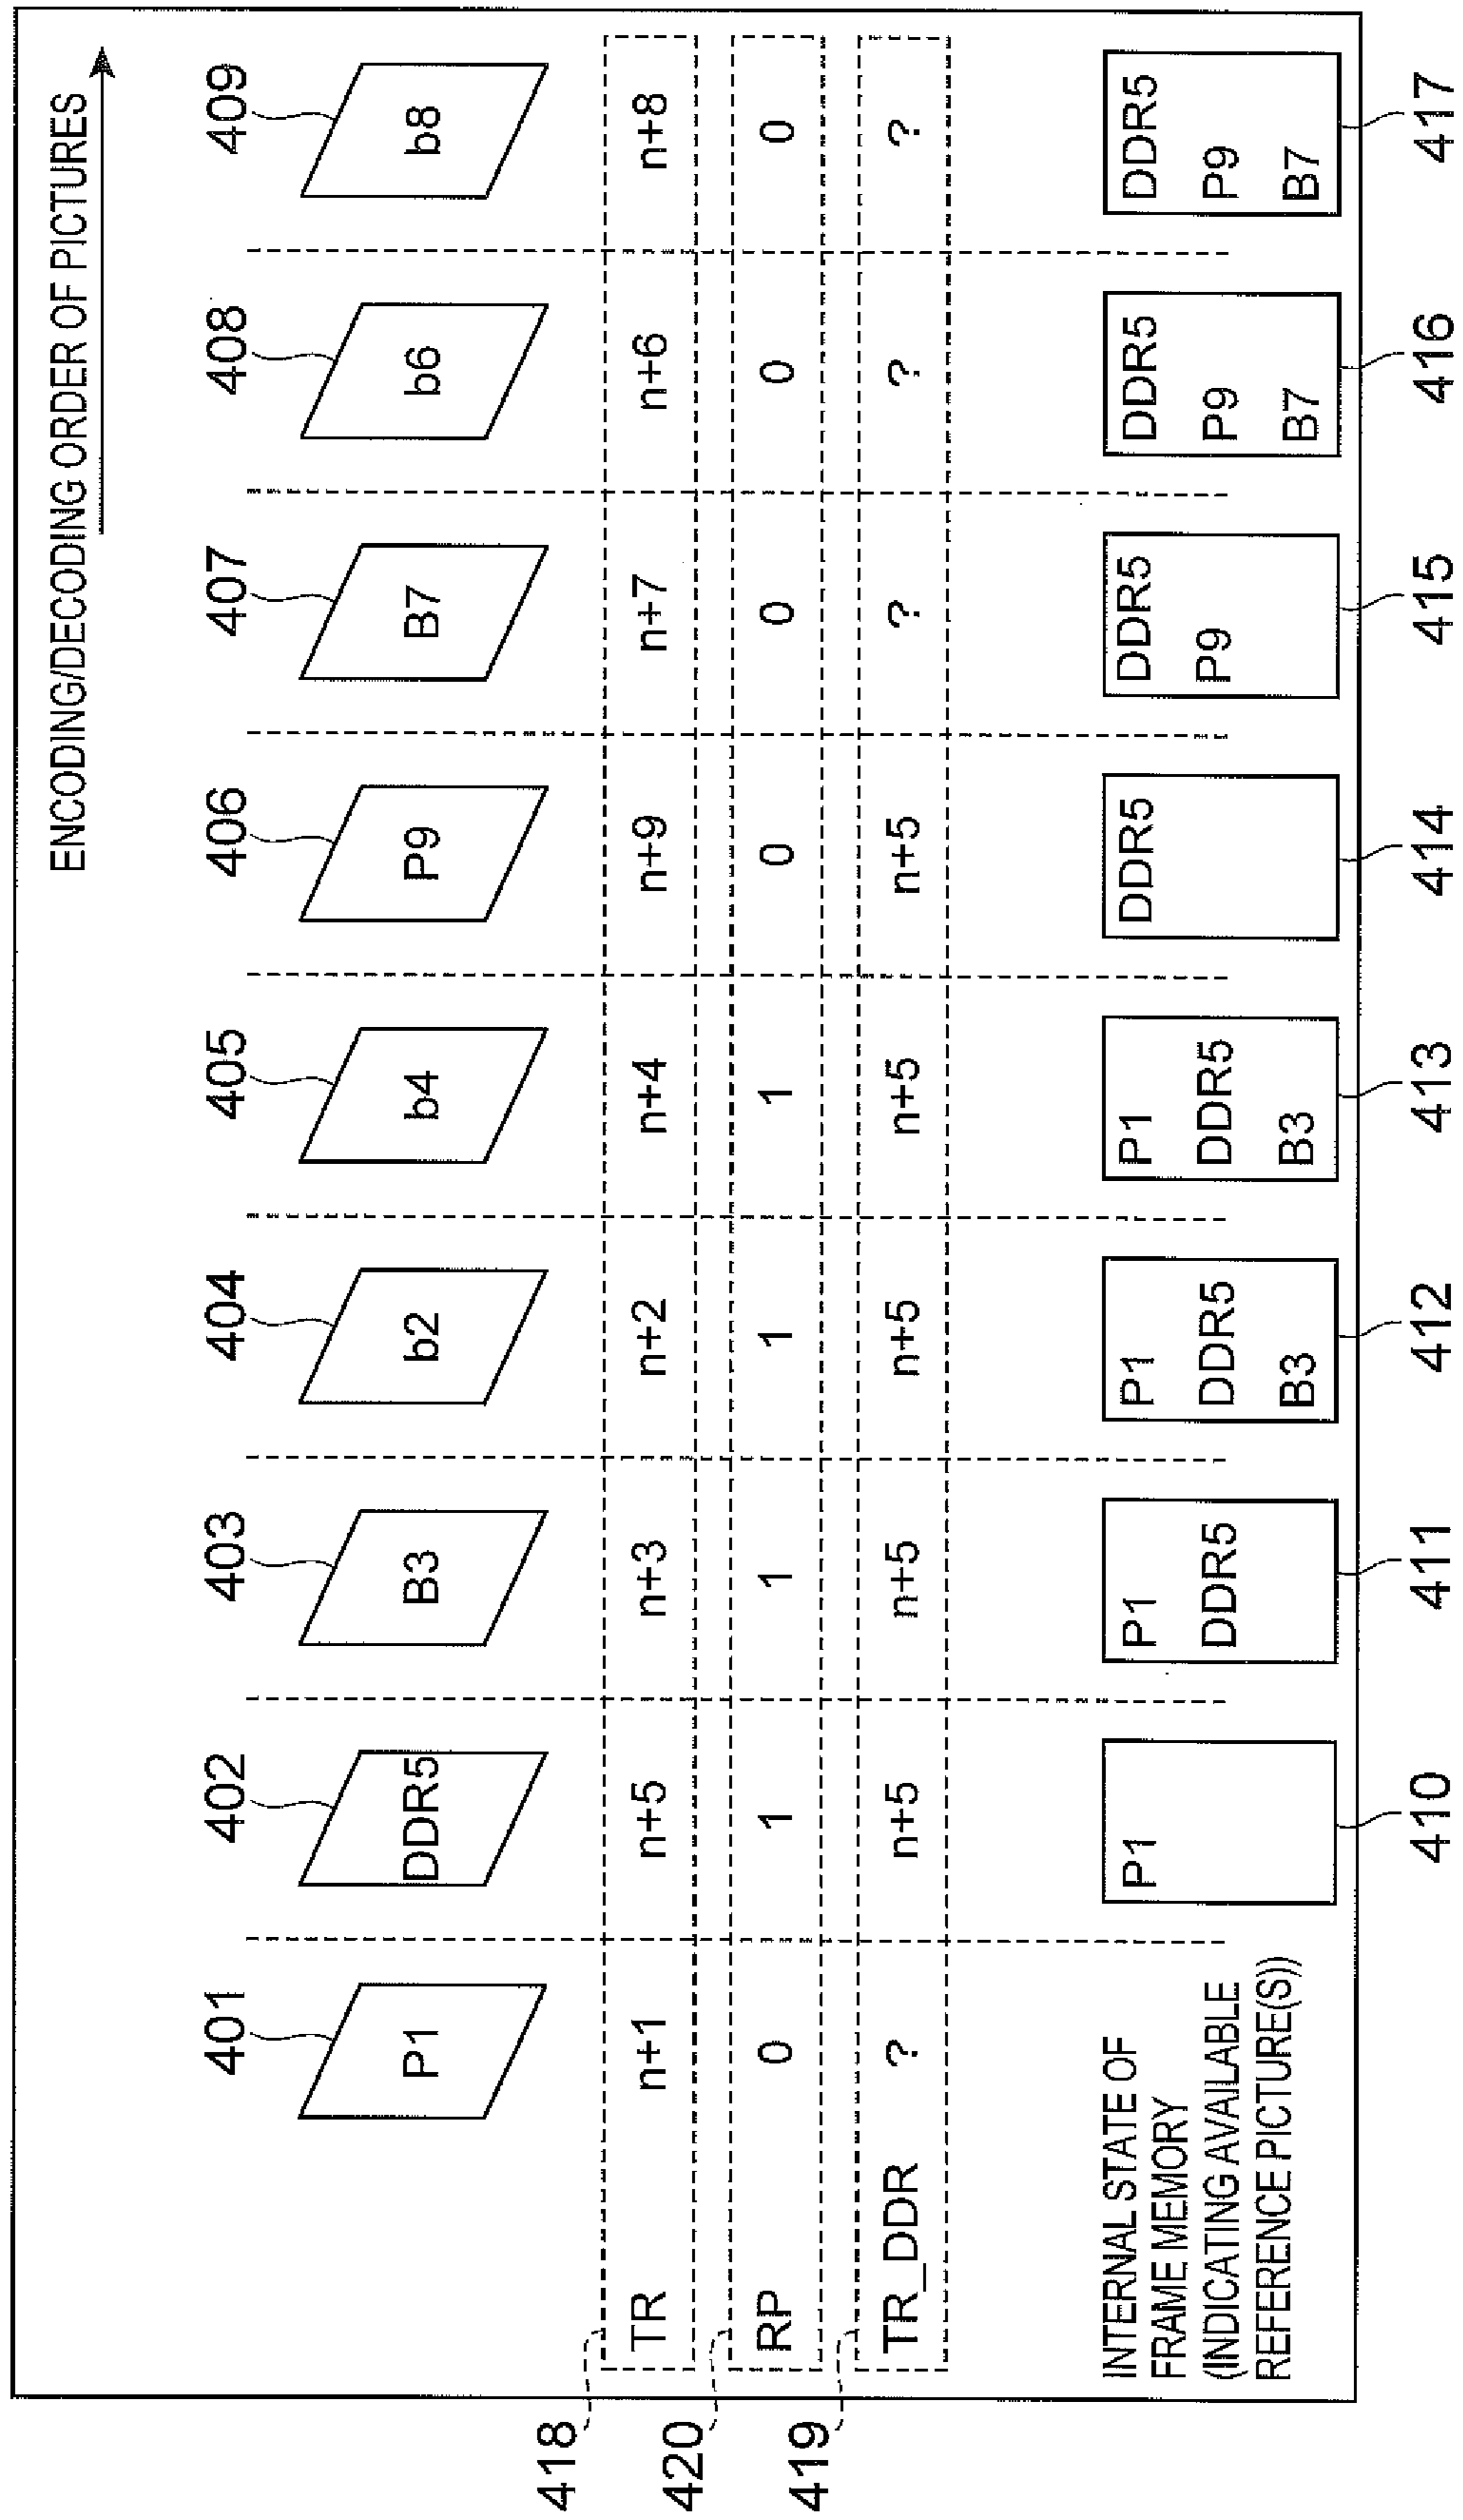 ENCODING/DECODING ORDER OF PICTURES
401 402 403 404 405 406 407 408 409
P1 DDR5 B3 b2 b4 P9 B7 b6 b8
418 TR n+1 n+5 n+3 n+2 n+4 n+9 n+7 n+6 n+8
420 RP 0 1 1 1 1 0 0 0 0
419 TR_DDR ? n+5 n+5 n+5 n+5 n+5 ? ? ?
INTERNAL STATE OF
FRAME MEMORY
(INDICATING AVAILABLE
REFERENCE PICTURE(S))
P1 P1 P1 P1 DDR5 DDR5 DDR5 DDR5
DDR5 DDR5 DDR5 P9 P9 P9
B3 B3 B7 B7
410 411 412 413 414 415 416 417